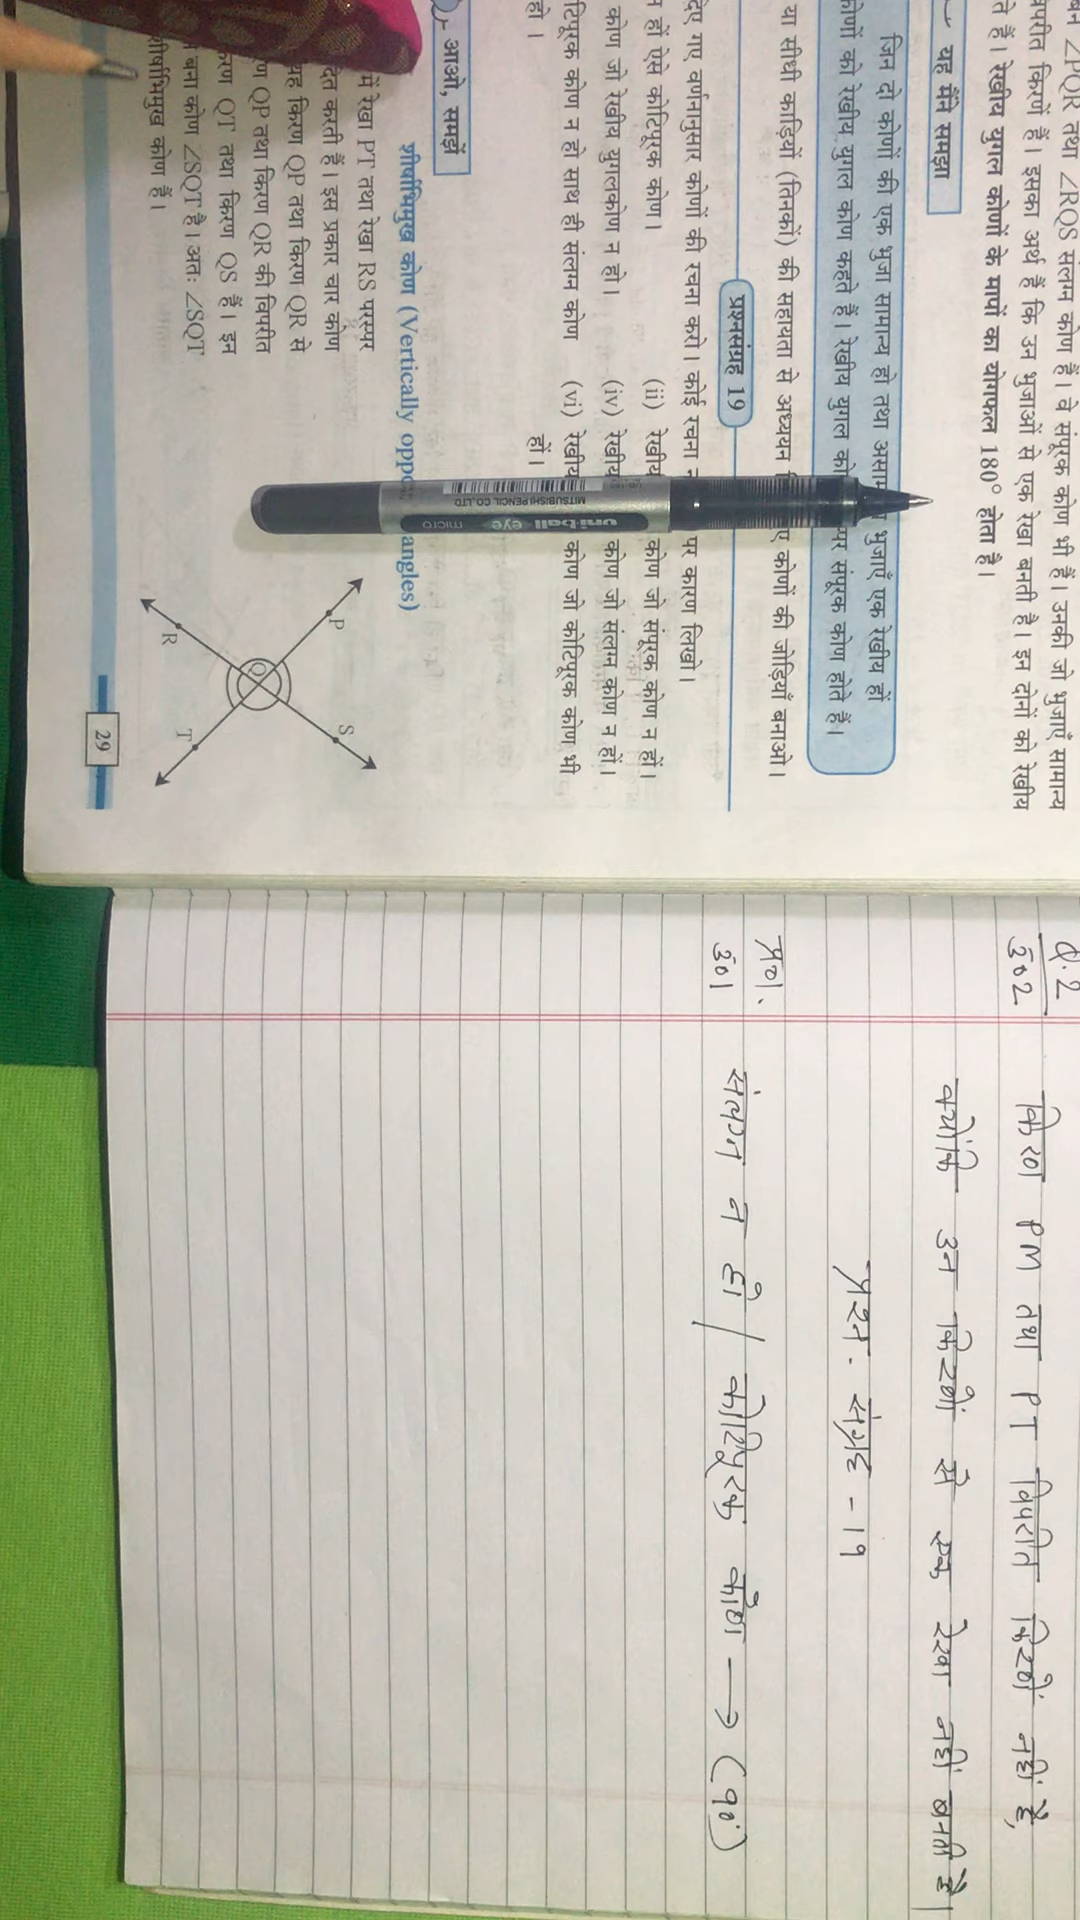 बने ∠PQR तथा ∠RQS संलग्न कोण हैं। वे संपूरक कोण भी हैं। उनकी जो भुजाएँ सामान्य
विपरीत किरणें हैं। इसका अर्थ है कि उन भुजाओं से एक रेखा बनती है। इन दोनों को रेखीय
ते हैं। रेखीय युगल कोणों के मापों का योगफल 180° होता है।
यह मैंने समझा
जिन दो कोणों की एक भुजा सामान्य हो तथा असाम भुजाएँ एक रेखीय हों
कोणों को रेखीय युगल कोण कहते हैं। रेखीय युगल को पर संपूरक कोण होते हैं।
या सीधी काड़ियों (तिनकों) की सहायता से अध्ययन ए कोणों की जोड़ियाँ बनाओ।
प्रश्नसंग्रह 19
दिए गए वर्णनानुसार कोणों की रचना करो। कोई रचना न पर कारण लिखो।
न हों ऐसे कोटिपूरक कोण।
(ii) रेखीय कोण जो संपूरक कोण न हों।
कोण जो रेखीय युगलकोण न हो।
(iv) रेखीय कोण जो संलग्न कोण न हों।
टिपूरक कोण न हो साथ ही संलग्न कोण
हो।
(vi) रेखीय कोण जो कोटिपूरक कोण भी
हों।
आओ, समझें
शीर्षाभिमुख कोण (Vertically oppo angles)
में रेखा PT तथा रेखा RS परस्पर
दित करती हैं। इस प्रकार चार कोण
यह किरण QP तथा किरण QR से
ण QP तथा किरण QR की विपरीत
रण QT तथा किरण QS हैं। इन
बना कोण ∠SQT है। अतः ∠SQT
शीर्षाभिमुख कोण हैं।
P
S
Q
R
T
29
uni-ball eye micro
MITSUBISHI PENCIL CO.,LTD
Q.2
उ०2 किरण PM तथा PT विपरीत किरणें नहीं है,
क्योंकि उन किरणों से एक रेखा नहीं बनती है।
प्रश्न. संग्रह - 19
प्र०1.
उ०1 संलग्न न हो / कोटिपूरक कोण → (90°)